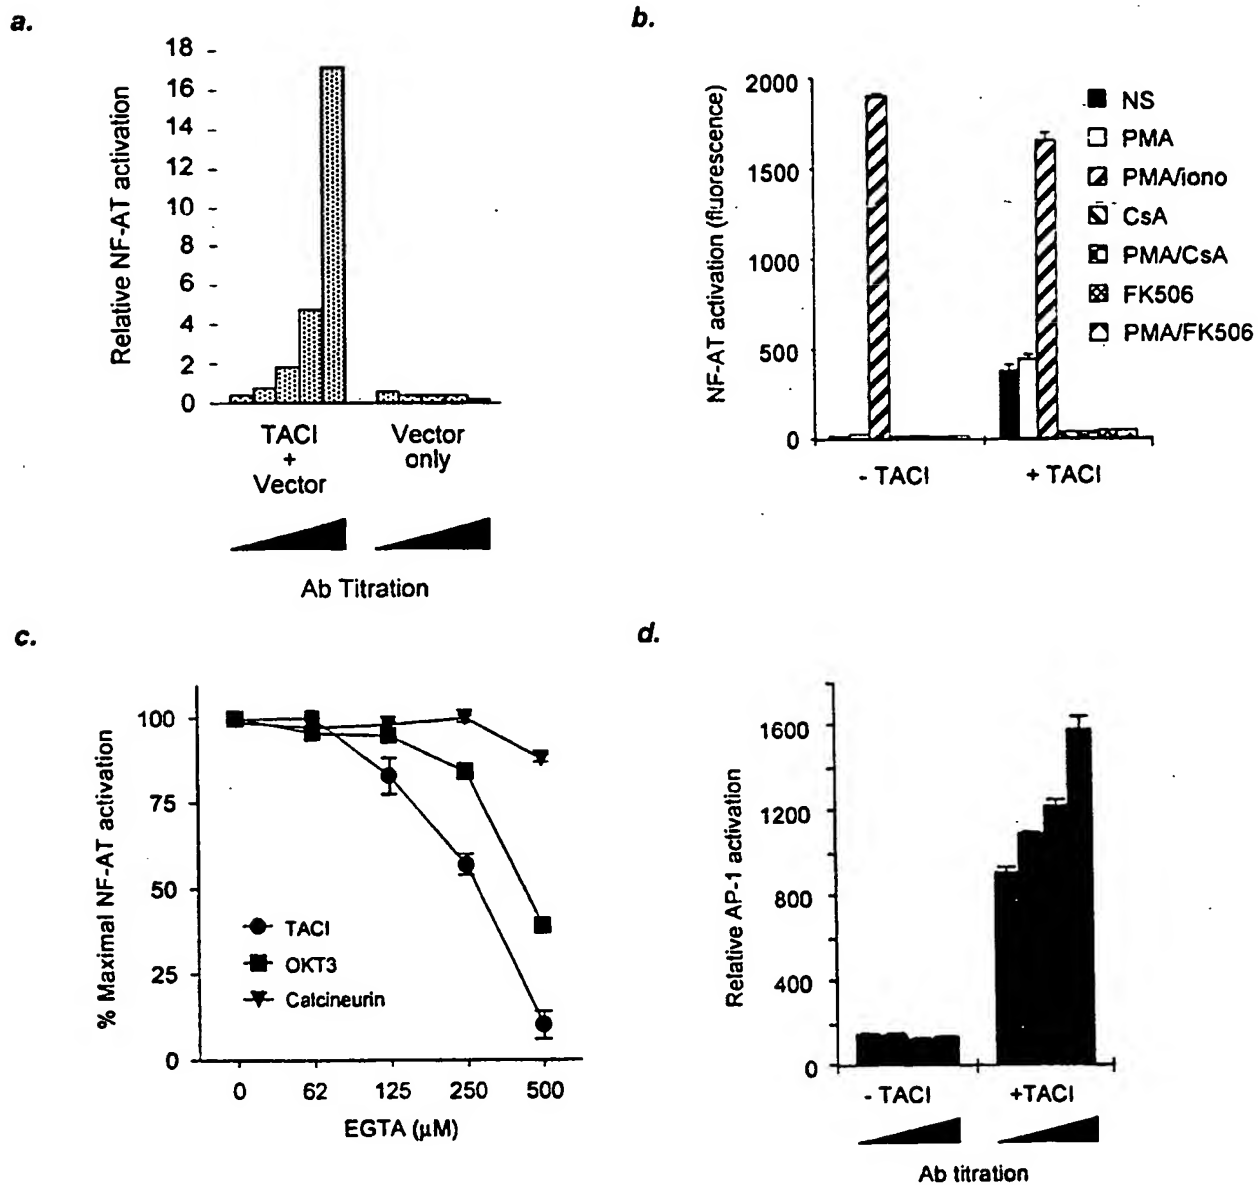 a.
Relative NF-AT activation
18
16
14
12
10
8
6
4
2
0
TACI
+
Vector
Vector
only
Ab Titration
b.
NF-AT activation (fluorescence)
2000
1500
1000
500
0
- TACI
+ TACI
NS
PMA
PMA/iono
CsA
PMA/CsA
FK506
PMA/FK506
c.
% Maximal NF-AT activation
100
75
50
25
0
TACI
OKT3
Calcineurin
0 62 125 250 500
EGTA (μM)
d.
Relative AP-1 activation
1600
1200
800
400
0
- TACI
+TACI
Ab titration